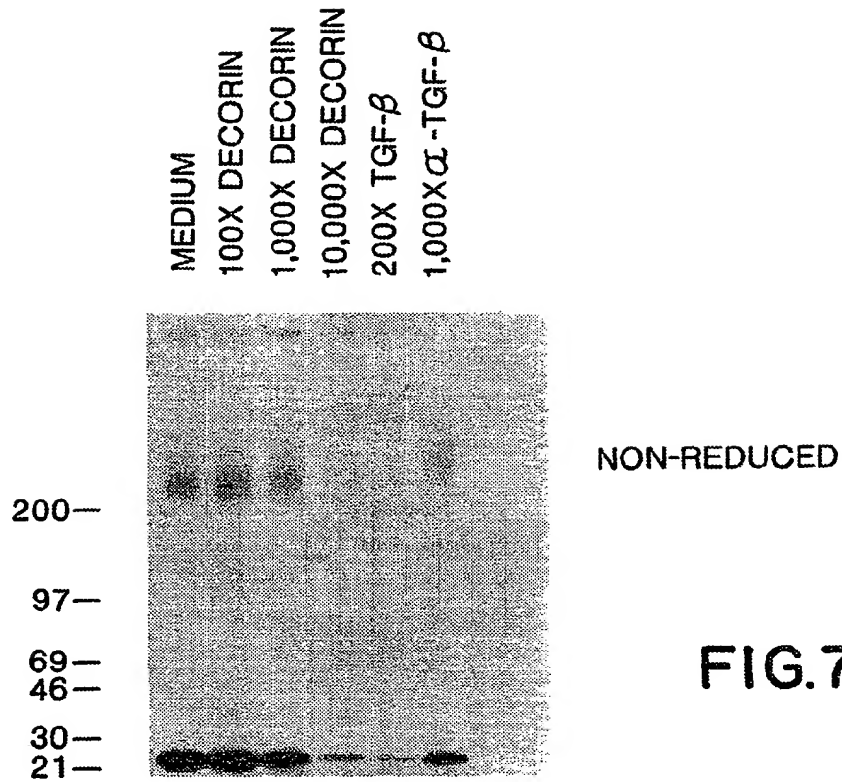 MEDIUM
100X DECORIN
1,000X DECORIN
10,000X DECORIN
200X TGF-β
1,000X α-TGF-β
NON-REDUCED
200—
97—
69—
46—
30—
21—
FIG.7